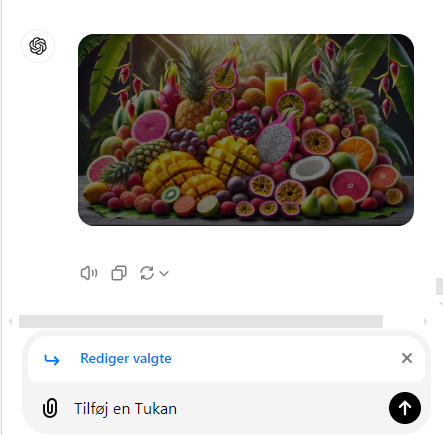 Rediger valgte
Tilføj en Tukan